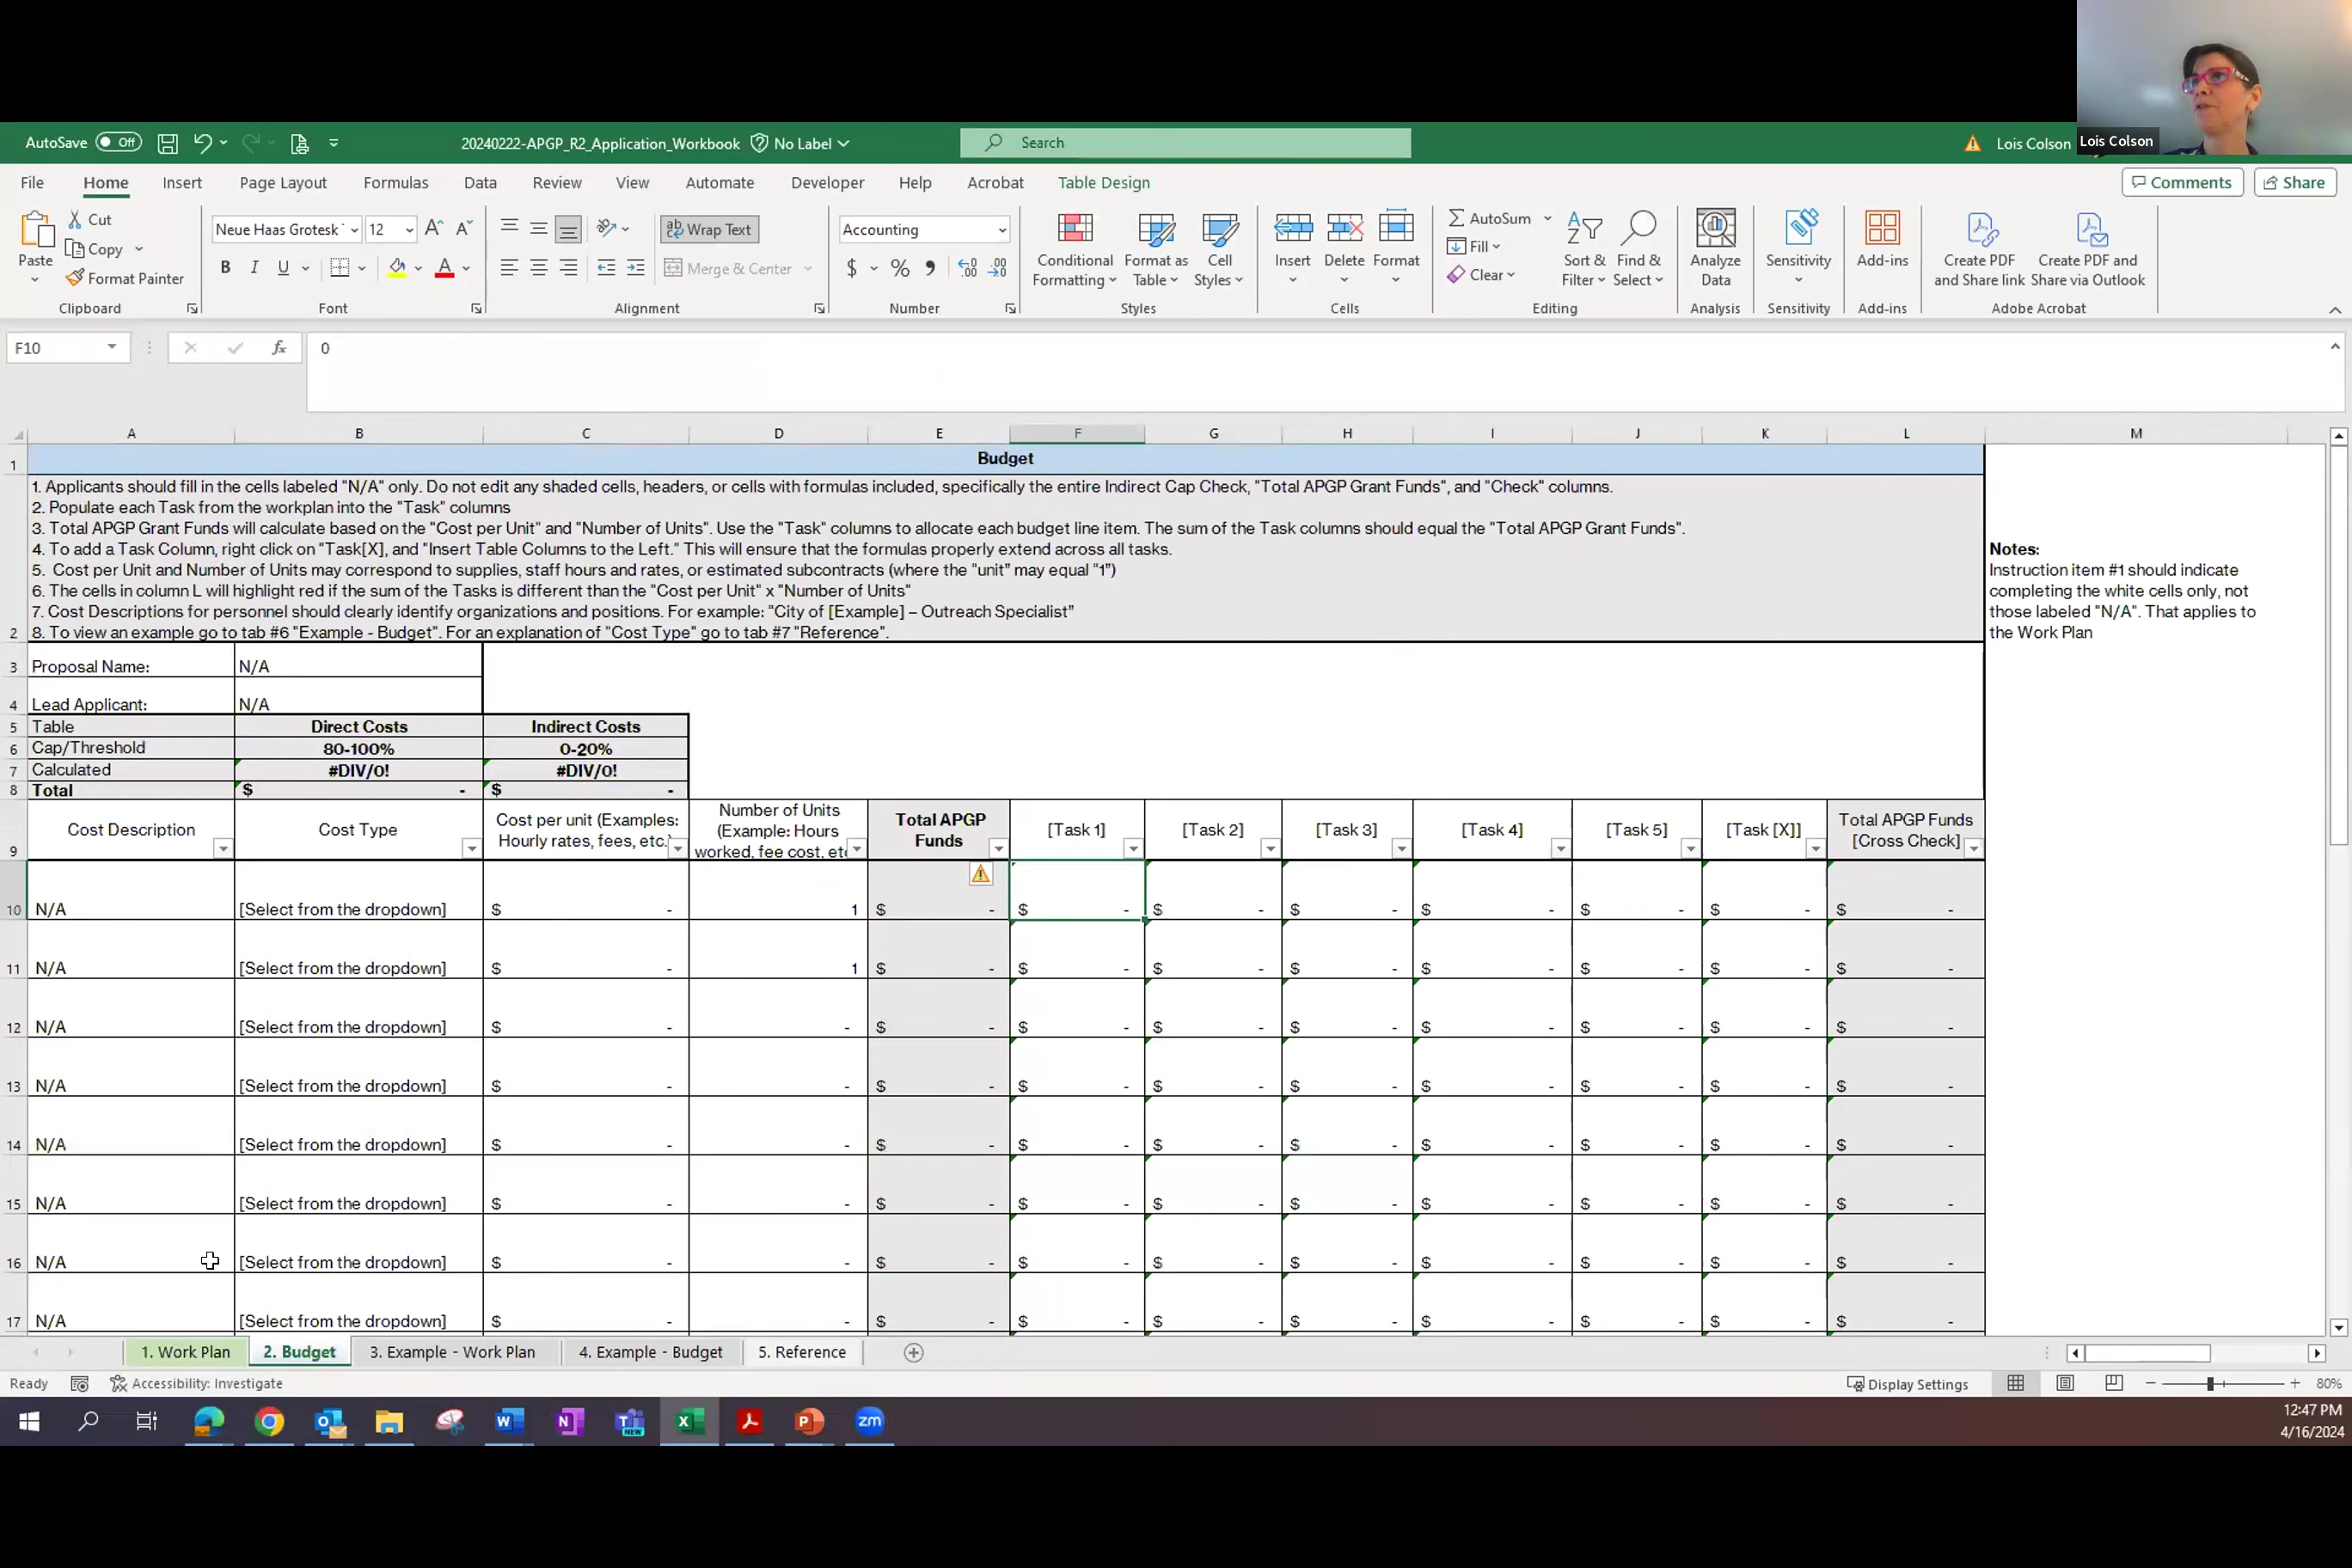 Lois Colson
AutoSave Off 20240222-APGP_R2_Application_Workbook No Label Search Lois Colson
File Home Insert Page Layout Formulas Data Review View Automate Developer Help Acrobat Table Design Comments Share
Paste Cut Copy Format Painter Clipboard
Neue Haas Grotesk 12 B I U A Font
Wrap Text Merge & Center Alignment
Accounting $ % , Number
Conditional Formatting Format as Table Cell Styles Styles
Insert Delete Format Cells
AutoSum Fill Clear Sort & Filter Find & Select Editing
Analyze Data Analysis
Sensitivity Sensitivity
Add-ins Add-ins
Create PDF and Share link Create PDF and Share via Outlook Adobe Acrobat
F10 fx 0
A B C D E F G H I J K L M
1 Budget
1. Applicants should fill in the cells labeled "N/A" only. Do not edit any shaded cells, headers, or cells with formulas included, specifically the entire Indirect Cap Check, "Total APGP Grant Funds", and "Check" columns.
2. Populate each Task from the workplan into the "Task" columns
3. Total APGP Grant Funds will calculate based on the "Cost per Unit" and "Number of Units". Use the "Task" columns to allocate each budget line item. The sum of the Task columns should equal the "Total APGP Grant Funds".
4. To add a Task Column, right click on "Task[X], and "Insert Table Columns to the Left." This will ensure that the formulas properly extend across all tasks.
5. Cost per Unit and Number of Units may correspond to supplies, staff hours and rates, or estimated subcontracts (where the "unit" may equal "1")
6. The cells in column L will highlight red if the sum of the Tasks is different than the "Cost per Unit" x "Number of Units"
7. Cost Descriptions for personnel should clearly identify organizations and positions. For example: "City of [Example] – Outreach Specialist"
2 8. To view an example go to tab #6 "Example - Budget". For an explanation of "Cost Type" go to tab #7 "Reference".
Notes:
Instruction item #1 should indicate
completing the white cells only, not
those labeled "N/A". That applies to
the Work Plan
3 Proposal Name: N/A
4 Lead Applicant: N/A
5 Table Direct Costs Indirect Costs
6 Cap/Threshold 80-100% 0-20%
7 Calculated #DIV/0! #DIV/0!
8 Total $ - $ -
9 Cost Description Cost Type Cost per unit (Examples: Hourly rates, fees, etc. Number of Units (Example: Hours worked, fee cost, etc Total APGP Funds [Task 1] [Task 2] [Task 3] [Task 4] [Task 5] [Task [X]] Total APGP Funds [Cross Check]
10 N/A [Select from the dropdown] $ - 1 $ - $ - $ - $ - $ - $ - $ - $ -
11 N/A [Select from the dropdown] $ - 1 $ - $ - $ - $ - $ - $ - $ - $ -
12 N/A [Select from the dropdown] $ - - $ - $ - $ - $ - $ - $ - $ - $ -
13 N/A [Select from the dropdown] $ - - $ - $ - $ - $ - $ - $ - $ - $ -
14 N/A [Select from the dropdown] $ - - $ - $ - $ - $ - $ - $ - $ - $ -
15 N/A [Select from the dropdown] $ - - $ - $ - $ - $ - $ - $ - $ - $ -
16 N/A [Select from the dropdown] $ - - $ - $ - $ - $ - $ - $ - $ - $ -
17 N/A [Select from the dropdown] $ - - $ - $ - $ - $ - $ - $ - $ - $ -
1. Work Plan 2. Budget 3. Example - Work Plan 4. Example - Budget 5. Reference
Ready Accessibility: Investigate Display Settings 80%
12:47 PM
4/16/2024